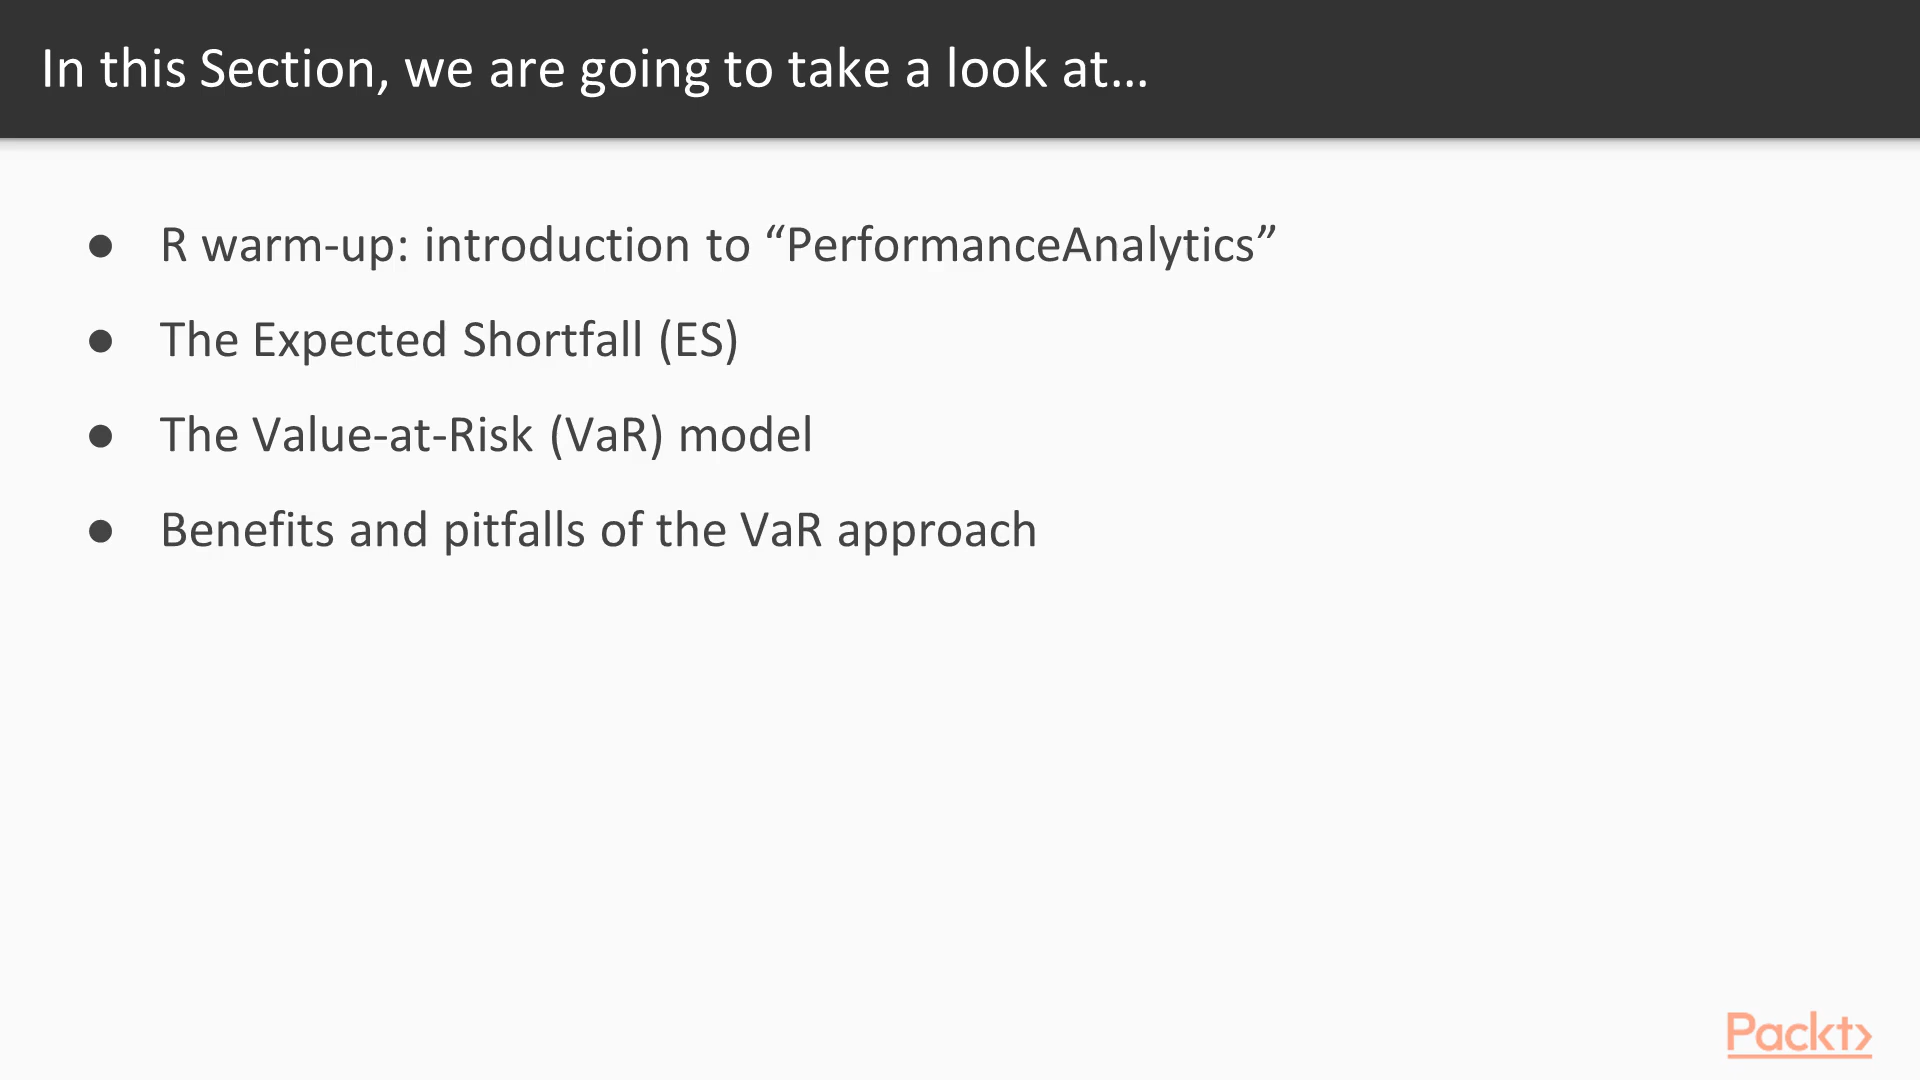 In this Section, we are going to take a look at...
● R warm-up: introduction to “PerformanceAnalytics”
● The Expected Shortfall (ES)
● The Value-at-Risk (VaR) model
● Benefits and pitfalls of the VaR approach
Packt>